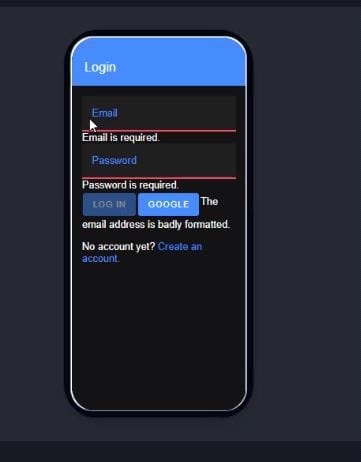 Login
Email
Email is required.
Password
Password is required.
LOG IN GOOGLE The
email address is badly formatted.
No account yet? Create an
account.